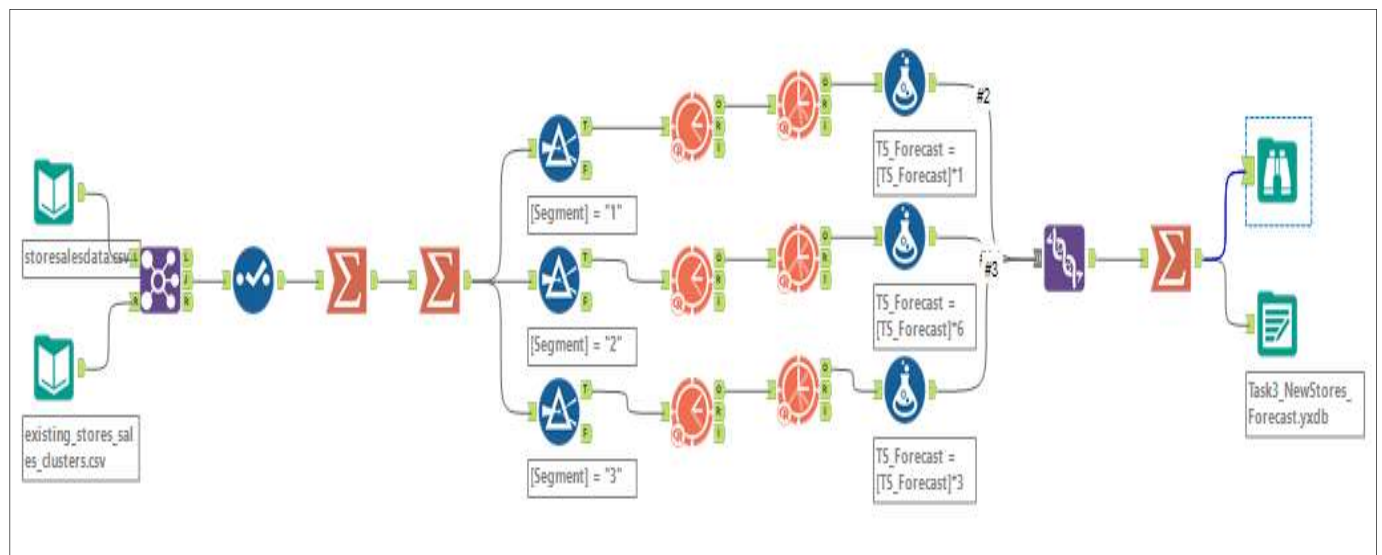 #2
TS_Forecast =
[TS_Forecast]*1
[Segment] = "1"
storesalesdata.csv
#3
TS_Forecast =
[TS_Forecast]*6
[Segment] = "2"
existing_stores_sal
es_clusters.csv
Task3_NewStores_
Forecast.yxdb
TS_Forecast =
[TS_Forecast]*3
[Segment] = "3"